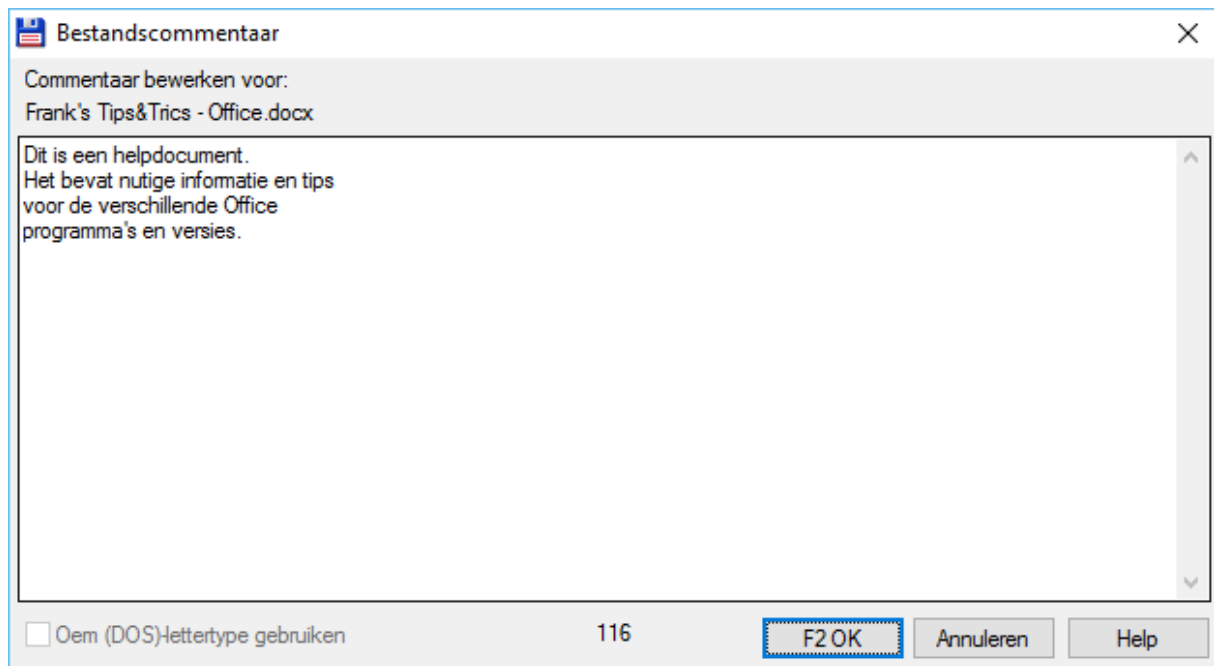 Bestandscommentaar
Commentaar bewerken voor:
Frank's Tips&Trics - Office.docx
Dit is een helpdocument.
Het bevat nutige informatie en tips
voor de verschillende Office
programma's en versies.
Oem (DOS)-lettertype gebruiken
116
F2 OK
Annuleren
Help